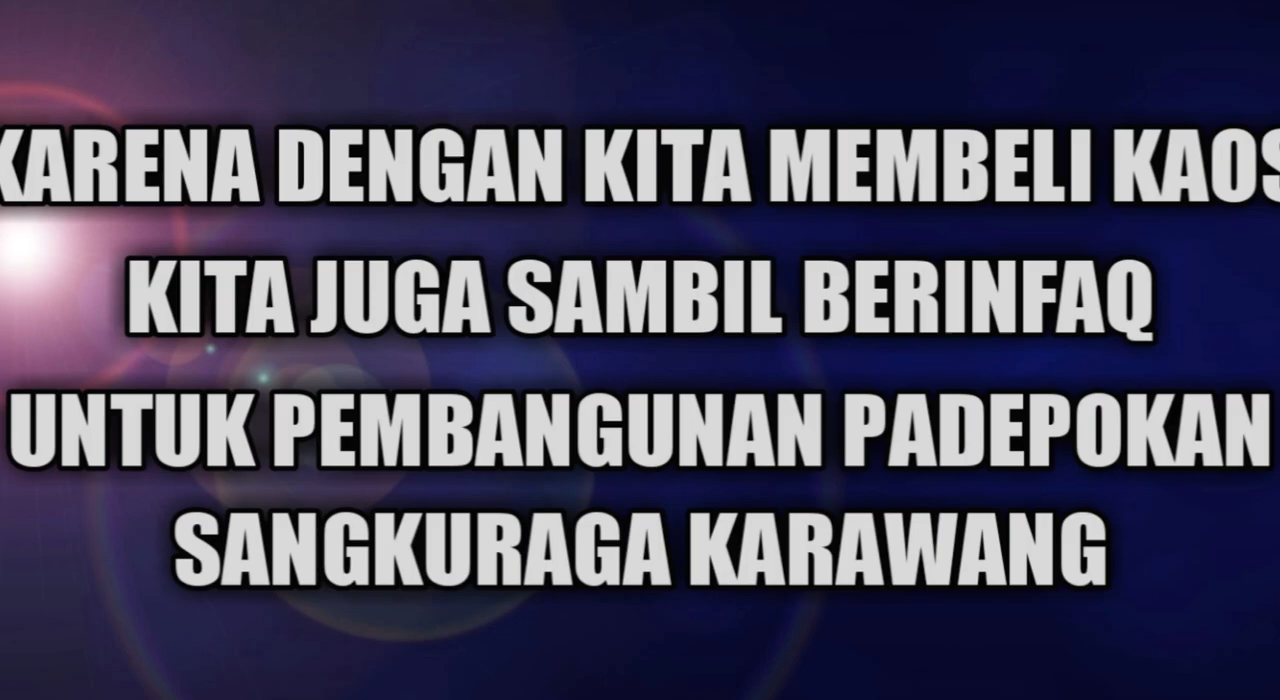 KARENA DENGAN KITA MEMBELI KAOS
KITA JUGA SAMBIL BERINFAQ
UNTUK PEMBANGUNAN PADEPOKAN
SANGKURAGA KARAWANG